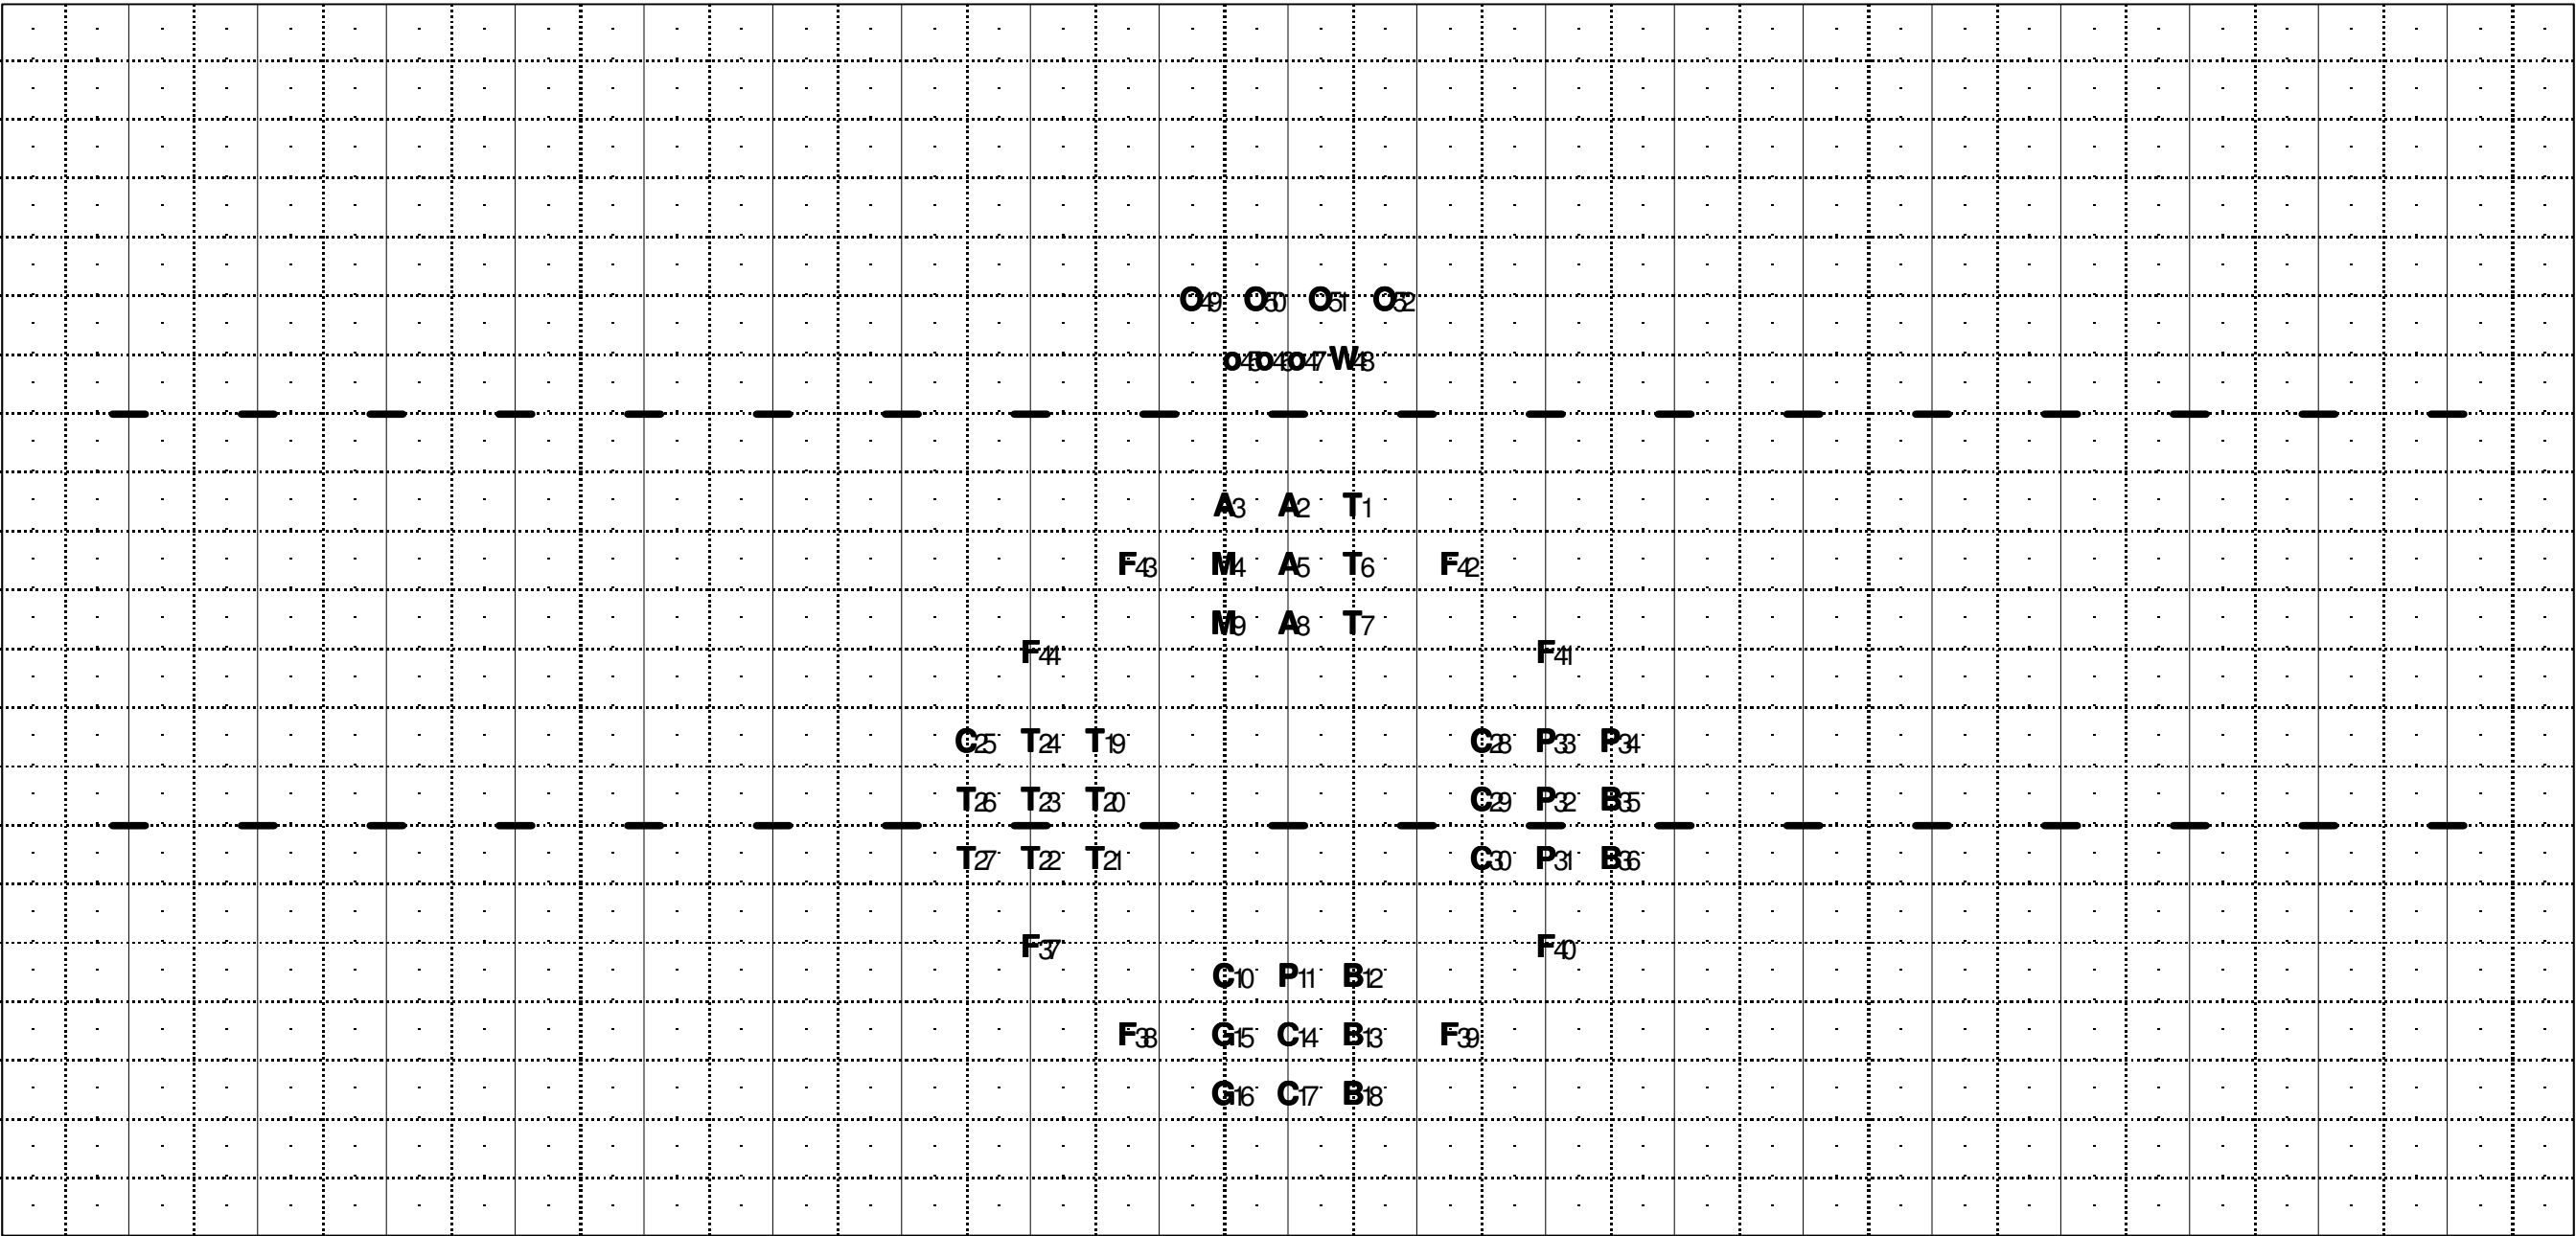 O49 O50 O51 O52
o45 o46 o47 W48
A3 A2 T1
F43 M4 A5 T6 F42
M9 A8 T7
F44 F41
C25 T24 T19 C28 P33 P34
T26 T23 T20 C29 P32 B35
T27 T22 T21 C30 P31 B36
F37 F40
C10 P11 B12
F38 G15 C14 B13 F39
G16 C17 B18